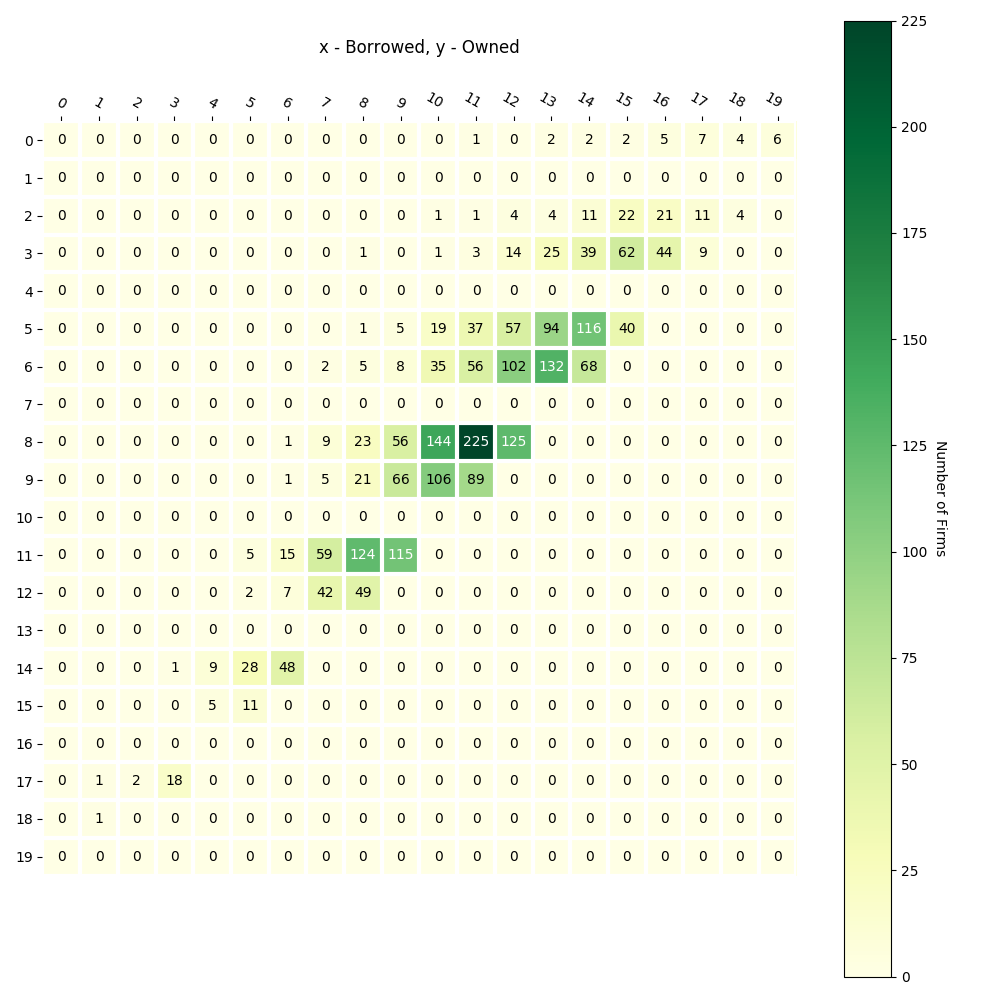 x - Borrowed, y - Owned
0 1 2 3 4 5 6 7 8 9 10 11 12 13 14 15 16 17 18 19
0 0 0 0 0 0 0 0 0 0 0 0 1 0 2 2 2 5 7 4 6
1 0 0 0 0 0 0 0 0 0 0 0 0 0 0 0 0 0 0 0 0
2 0 0 0 0 0 0 0 0 0 0 1 1 4 4 11 22 21 11 4 0
3 0 0 0 0 0 0 0 0 1 0 1 3 14 25 39 62 44 9 0 0
4 0 0 0 0 0 0 0 0 0 0 0 0 0 0 0 0 0 0 0 0
5 0 0 0 0 0 0 0 0 1 5 19 37 57 94 116 40 0 0 0 0
6 0 0 0 0 0 0 0 2 5 8 35 56 102 132 68 0 0 0 0 0
7 0 0 0 0 0 0 0 0 0 0 0 0 0 0 0 0 0 0 0 0
8 0 0 0 0 0 0 1 9 23 56 144 225 125 0 0 0 0 0 0 0
9 0 0 0 0 0 0 1 5 21 66 106 89 0 0 0 0 0 0 0 0
10 0 0 0 0 0 0 0 0 0 0 0 0 0 0 0 0 0 0 0 0
11 0 0 0 0 0 5 15 59 124 115 0 0 0 0 0 0 0 0 0 0
12 0 0 0 0 0 2 7 42 49 0 0 0 0 0 0 0 0 0 0 0
13 0 0 0 0 0 0 0 0 0 0 0 0 0 0 0 0 0 0 0 0
14 0 0 0 1 9 28 48 0 0 0 0 0 0 0 0 0 0 0 0 0
15 0 0 0 0 5 11 0 0 0 0 0 0 0 0 0 0 0 0 0 0
16 0 0 0 0 0 0 0 0 0 0 0 0 0 0 0 0 0 0 0 0
17 0 1 2 18 0 0 0 0 0 0 0 0 0 0 0 0 0 0 0 0
18 0 1 0 0 0 0 0 0 0 0 0 0 0 0 0 0 0 0 0 0
19 0 0 0 0 0 0 0 0 0 0 0 0 0 0 0 0 0 0 0 0
225
200
175
150
125
100
75
50
25
0
Number of Firms